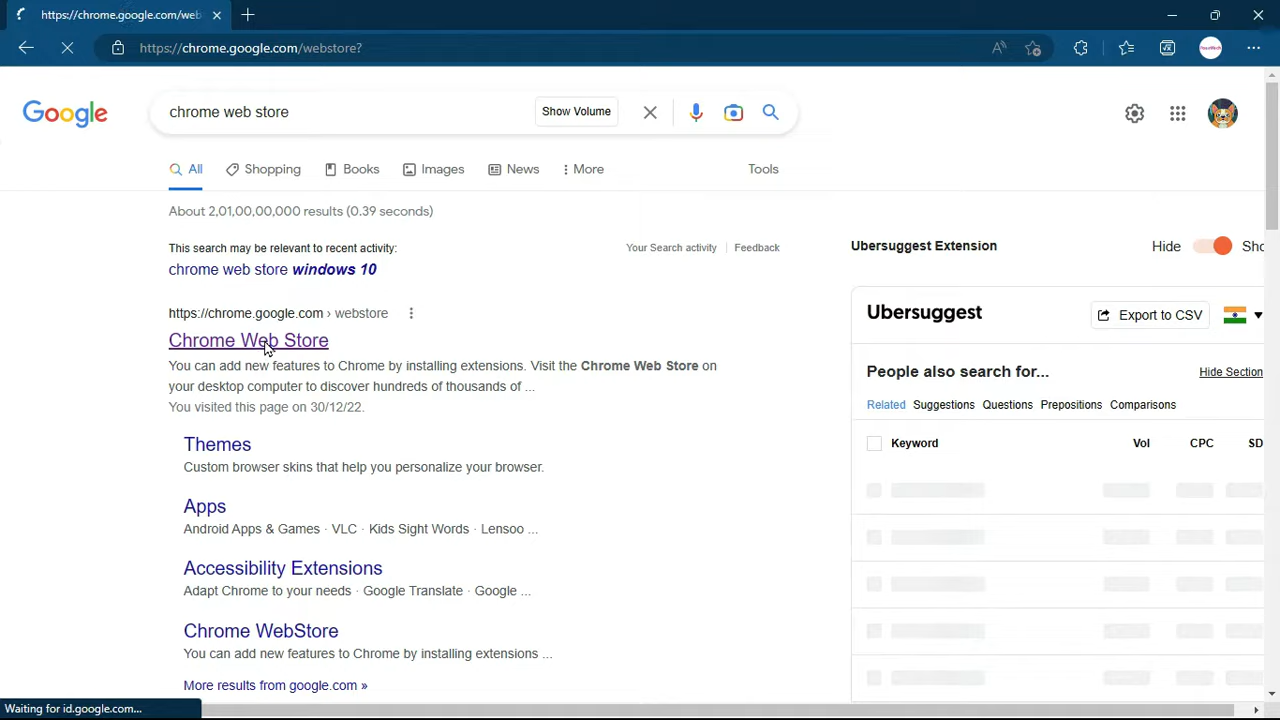 https://chrome.google.com/web
https://chrome.google.com/webstore?
Google
chrome web store
Show Volume
All
Shopping
Books
Images
News
More
Tools
About 2,01,00,00,000 results (0.39 seconds)
This search may be relevant to recent activity:
Your Search activity
Feedback
chrome web store windows 10
https://chrome.google.com › webstore
Chrome Web Store
You can add new features to Chrome by installing extensions. Visit the Chrome Web Store on
your desktop computer to discover hundreds of thousands of ...
You visited this page on 30/12/22.
Themes
Custom browser skins that help you personalize your browser.
Apps
Android Apps & Games · VLC · Kids Sight Words · Lensoo ...
Accessibility Extensions
Adapt Chrome to your needs · Google Translate · Google ...
Chrome WebStore
You can add new features to Chrome by installing extensions ...
More results from google.com »
Ubersuggest Extension
Hide
Sho
Ubersuggest
Export to CSV
People also search for...
Hide Section
Related Suggestions Questions Prepositions Comparisons
Keyword Vol CPC SD
Waiting for id.google.com...